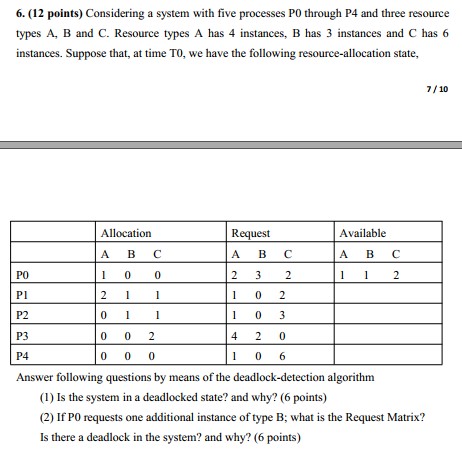 6. (12 points) Considering a system with five processes P0 through P4 and three resource
types A, B and C. Resource types A has 4 instances, B has 3 instances and C has 6
instances. Suppose that, at time T0, we have the following resource-allocation state,
7 / 10
Allocation Request Available
A B C A B C A B C
P0 1 0 0 2 3 2 1 1 2
P1 2 1 1 1 0 2
P2 0 1 1 1 0 3
P3 0 0 2 4 2 0
P4 0 0 0 1 0 6
Answer following questions by means of the deadlock-detection algorithm
(1) Is the system in a deadlocked state? and why? (6 points)
(2) If P0 requests one additional instance of type B; what is the Request Matrix?
Is there a deadlock in the system? and why? (6 points)